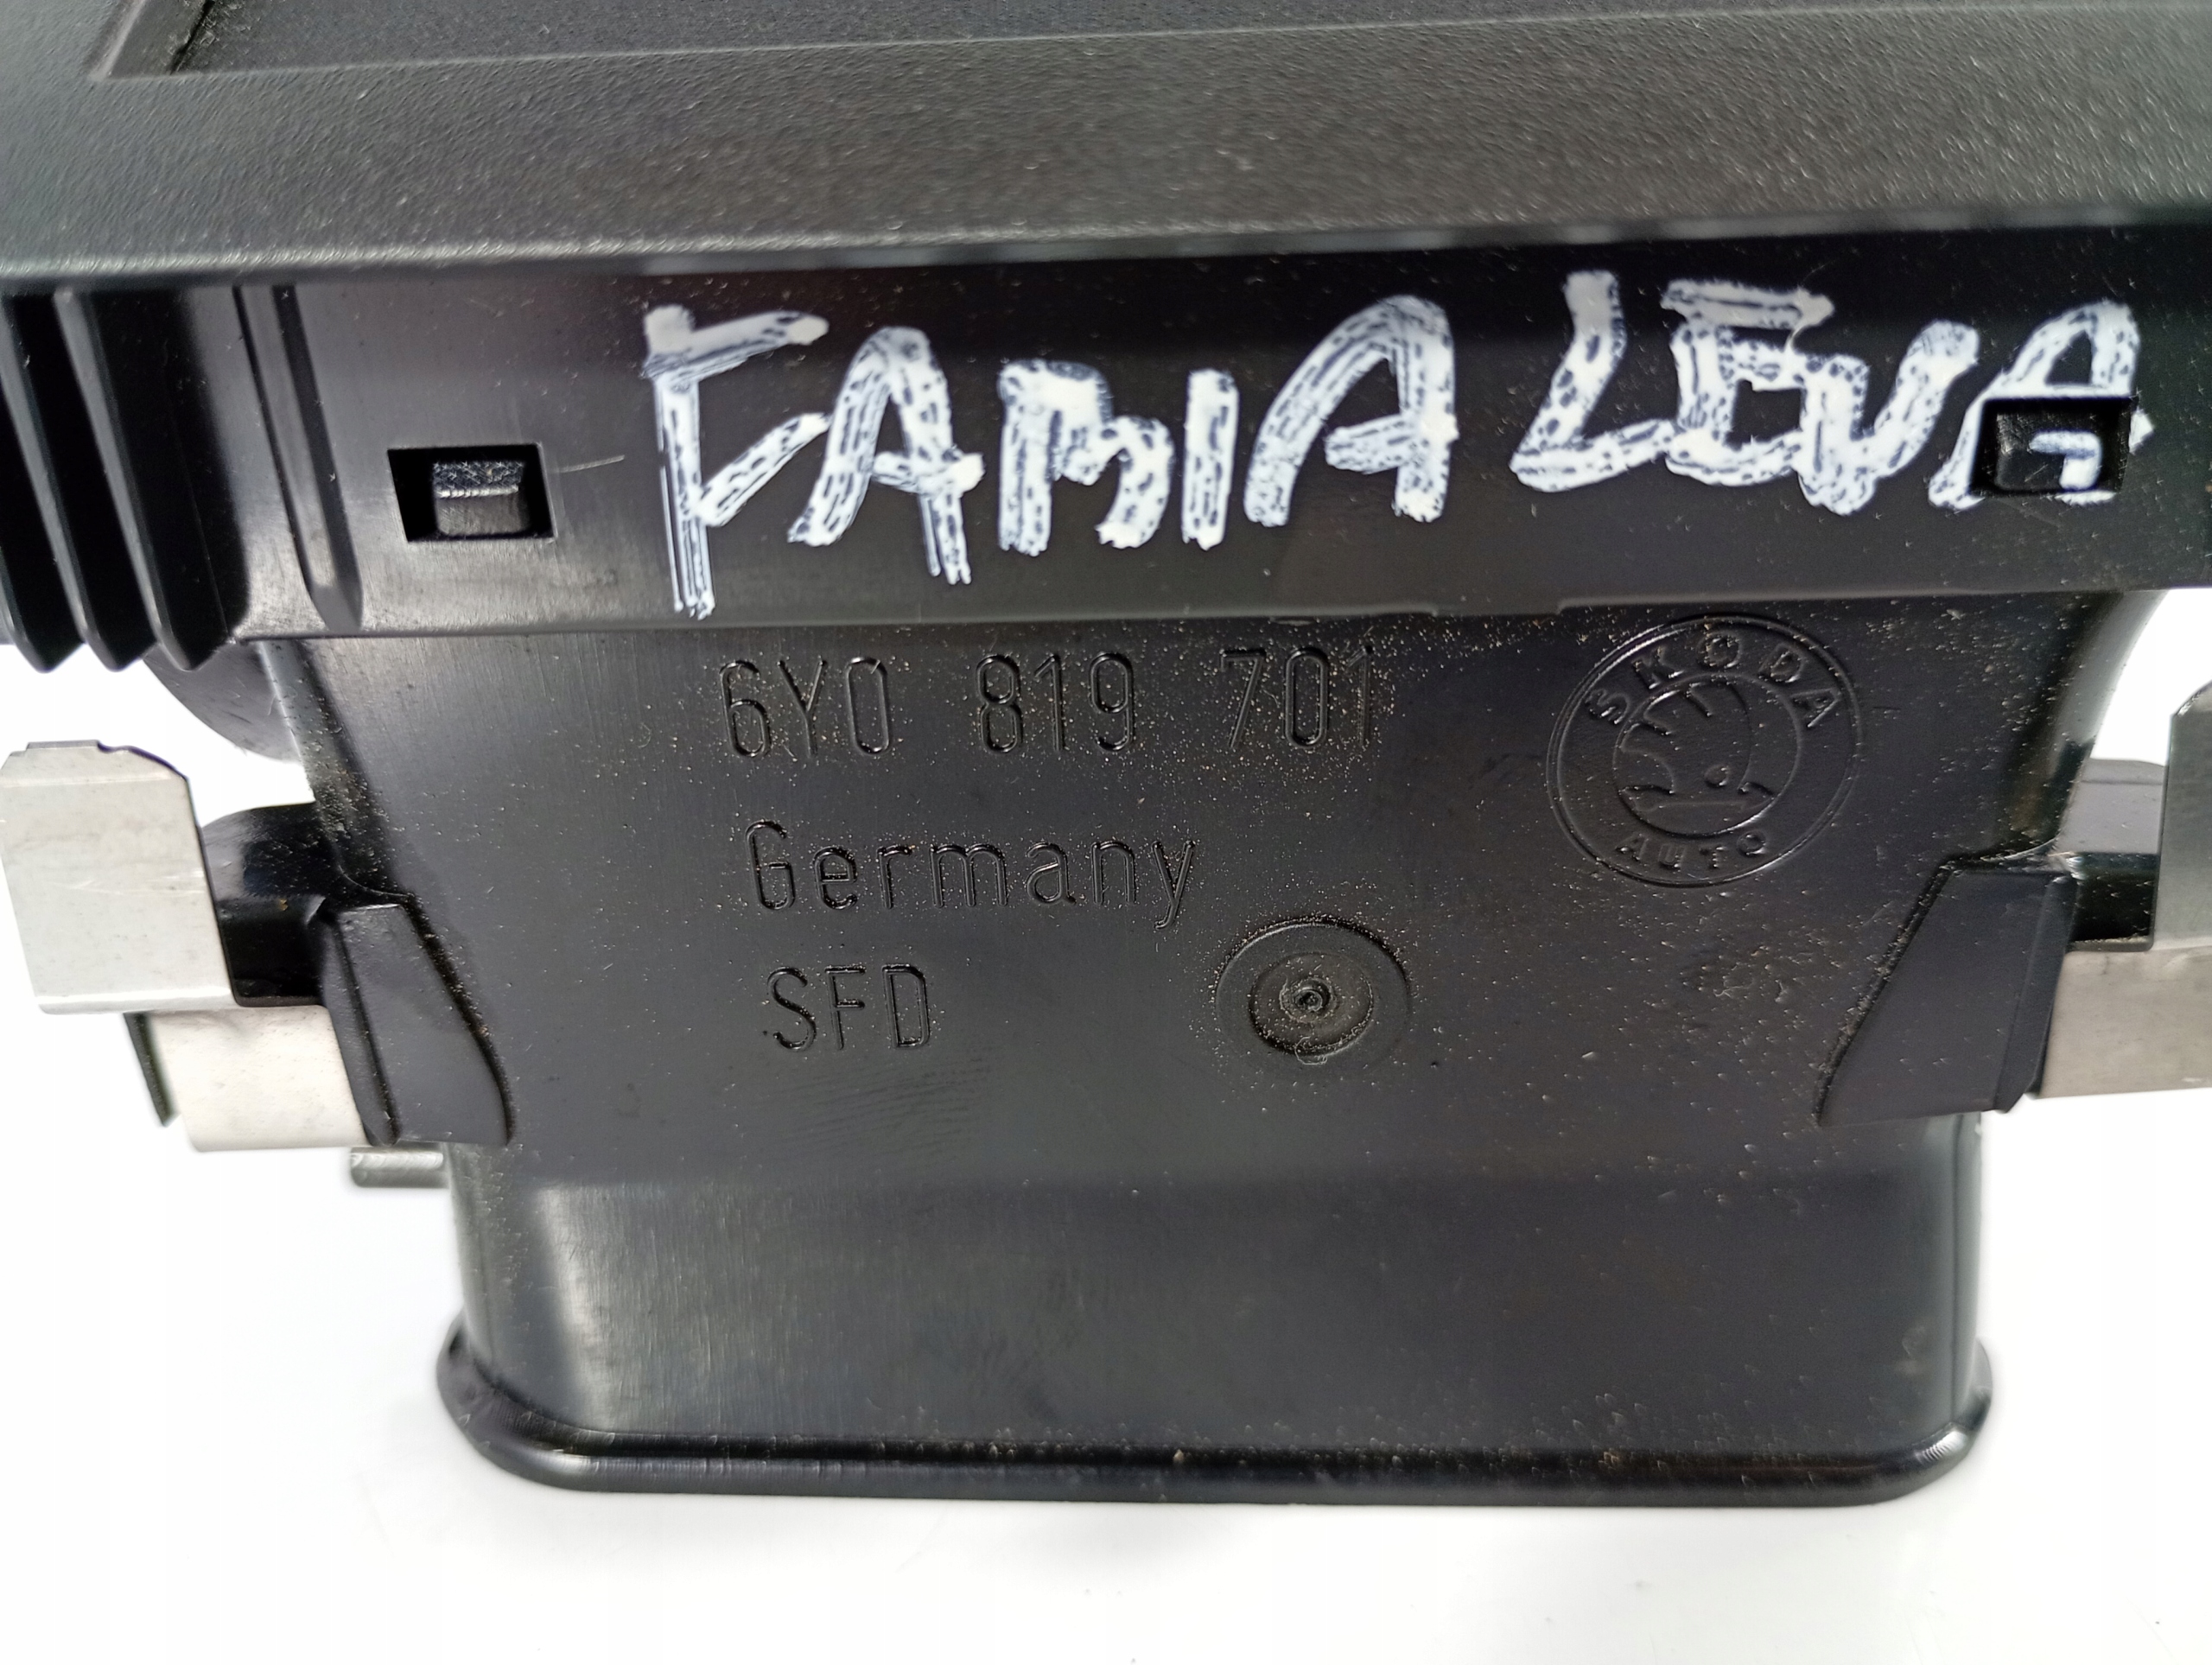 FABIA LEVA
6Y0 819 701
SKODA
AUTO
Germany
SFD